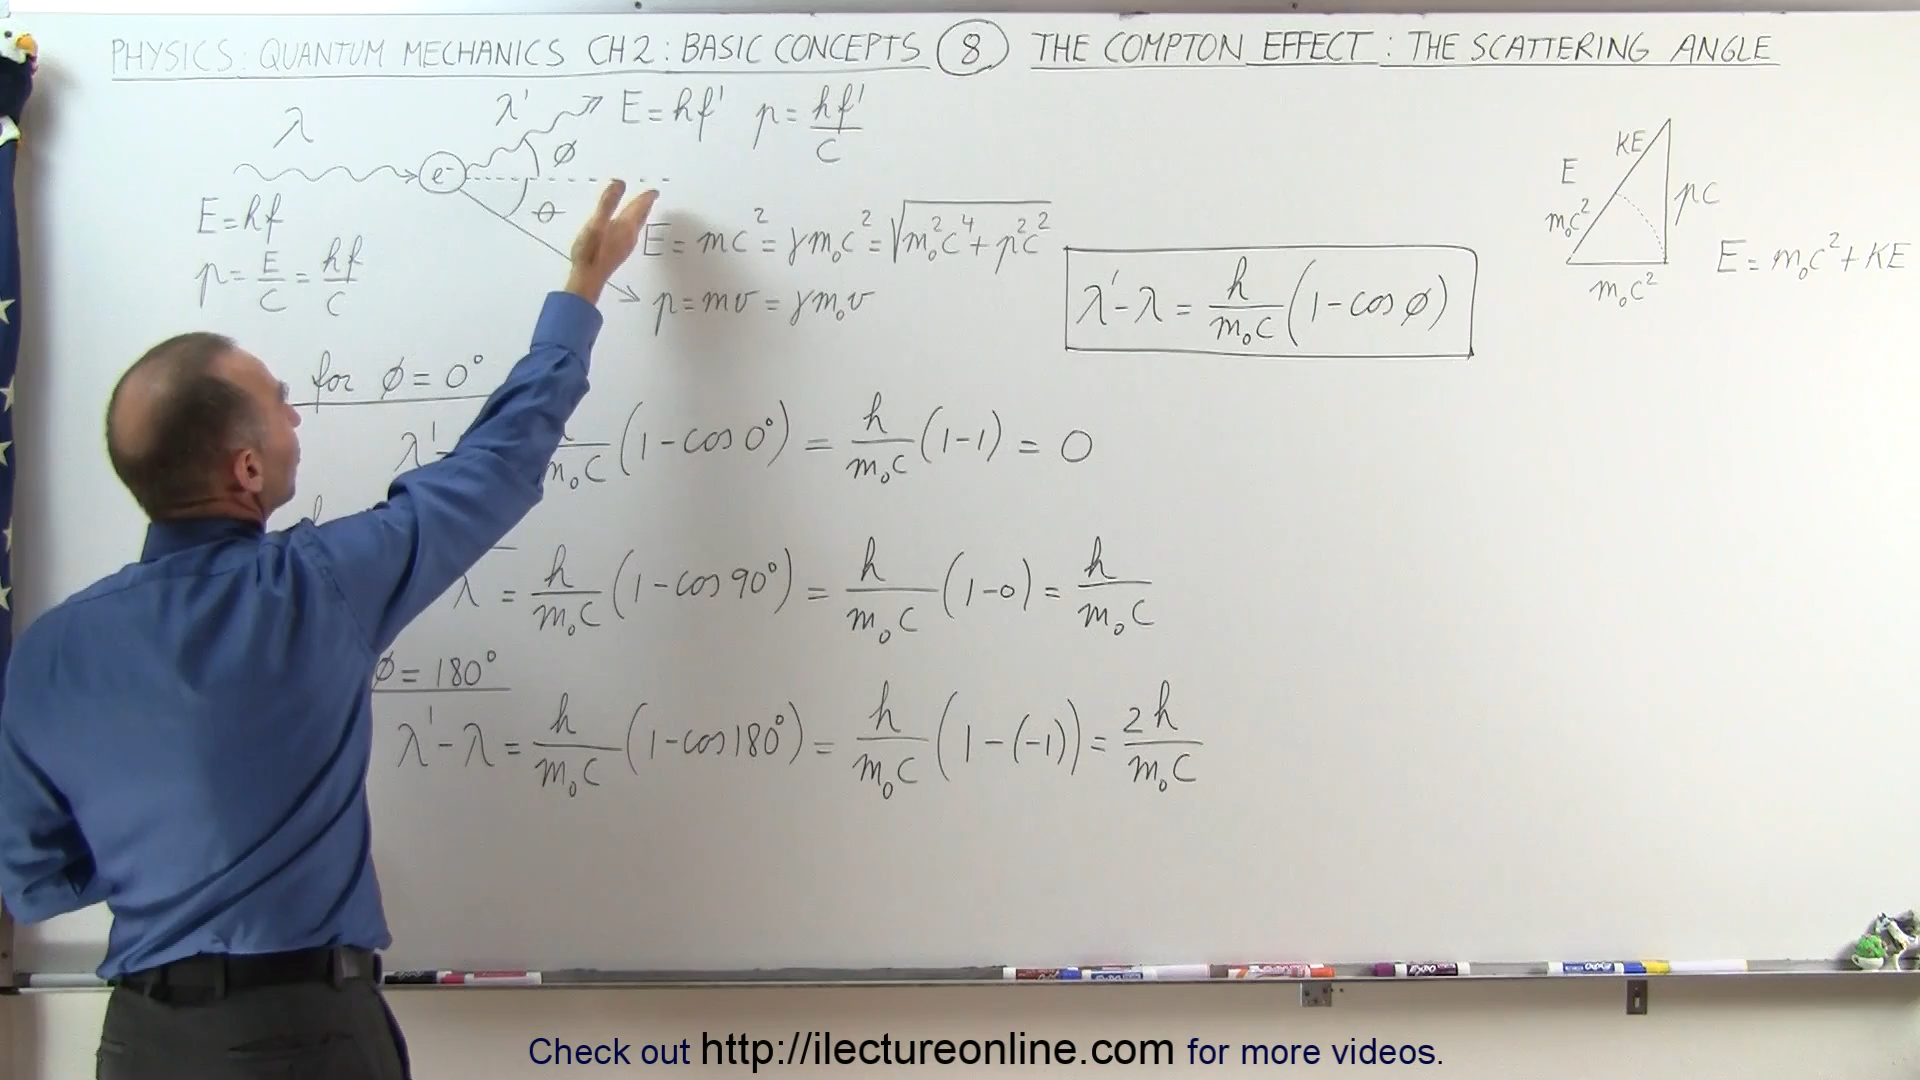 PHYSICS: QUANTUM MECHANICS CH 2: BASIC CONCEPTS 8 THE COMPTON EFFECT: THE SCATTERING ANGLE
λ
λ'
E = hf' p = hf'/c
e⁻
φ
θ
E = hf
p = E/c = hf/c
E = mc² = γm₀c² = √(m₀²c⁴ + p²c²)
p = mv = γm₀v
λ' - λ = h/m₀c (1 - cos φ)
KE
E
m₀c²
pc
m₀c²
E = m₀c² + KE
for φ = 0°
λ' (1 - cos 0°) = h/m₀c (1 - 1) = 0
λ = h/m₀c (1 - cos 90°) = h/m₀c (1 - 0) = h/m₀c
φ = 180°
λ' - λ = h/m₀c (1 - cos 180°) = h/m₀c (1 - (-1)) = 2h/m₀c
EXPO
Check out http://ilectureonline.com for more videos.